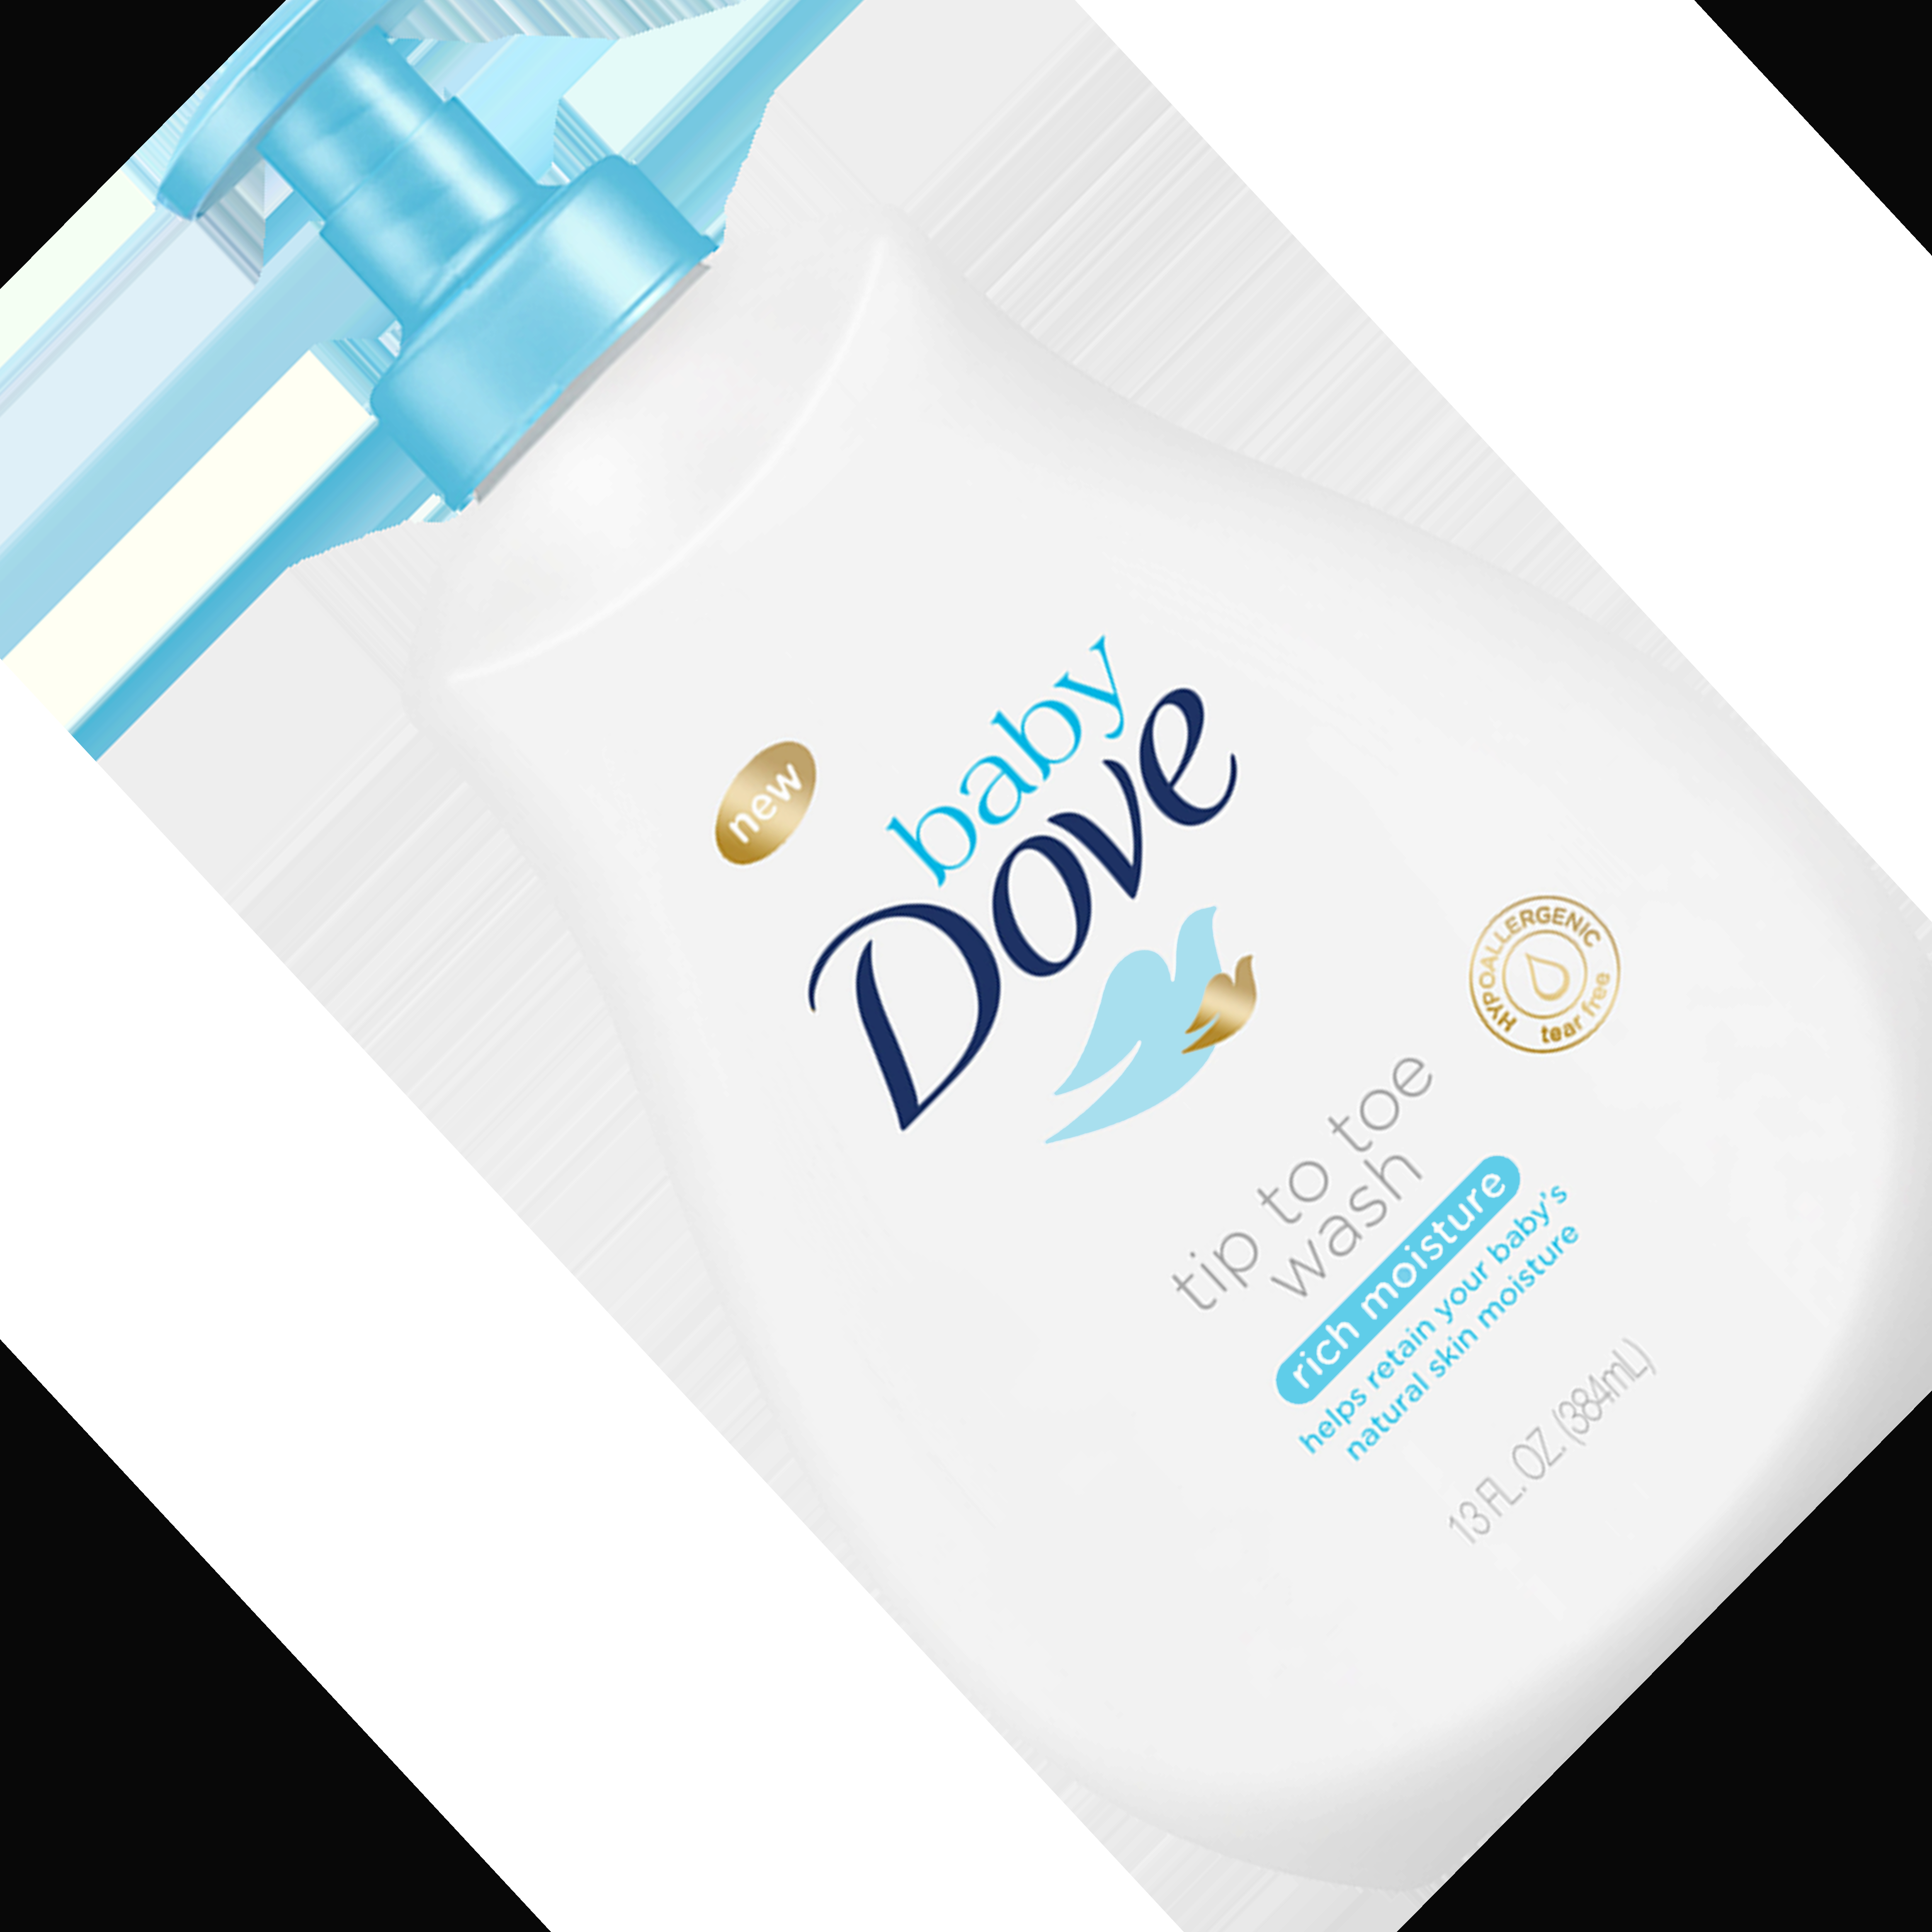 new
baby
Dove
HYPOALLERGENIC
tear free
tip to toe
wash
rich moisture
helps retain your baby's
natural skin moisture
13 FL. OZ. (384mL)